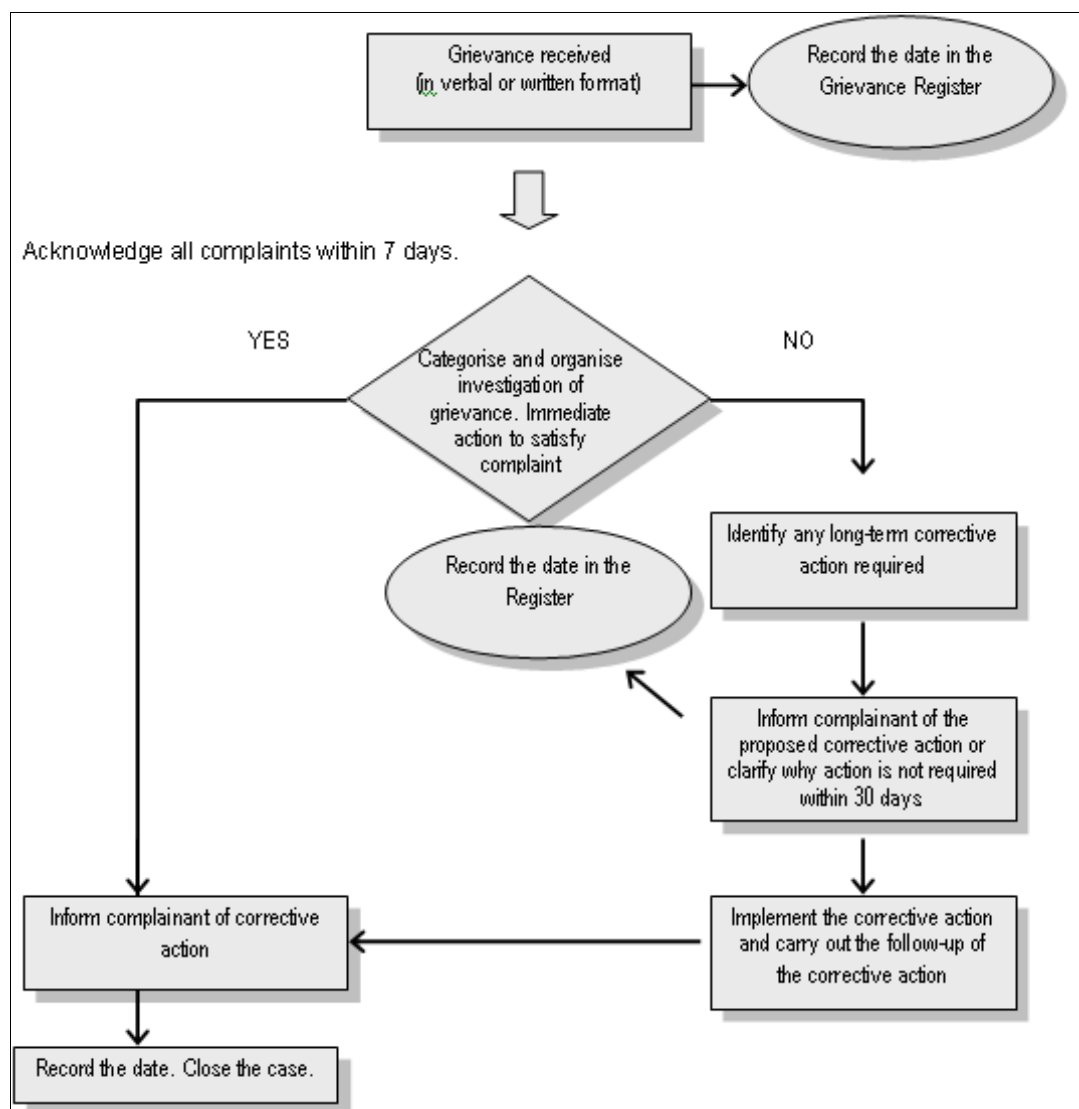 Grievance received
(in verbal or written format)
Record the date in the
Grievance Register
Acknowledge all complaints within 7 days.
YES
NO
Categorise and organise
investigation of
grievance. Immediate
action to satisfy
complaint
Record the date in the
Register
Identify any long-term corrective
action required
Inform complainant of the
proposed corrective action or
clarify why action is not required
within 30 days
Inform complainant of corrective
action
Implement the corrective action
and carry out the follow-up of
the corrective action
Record the date. Close the case.